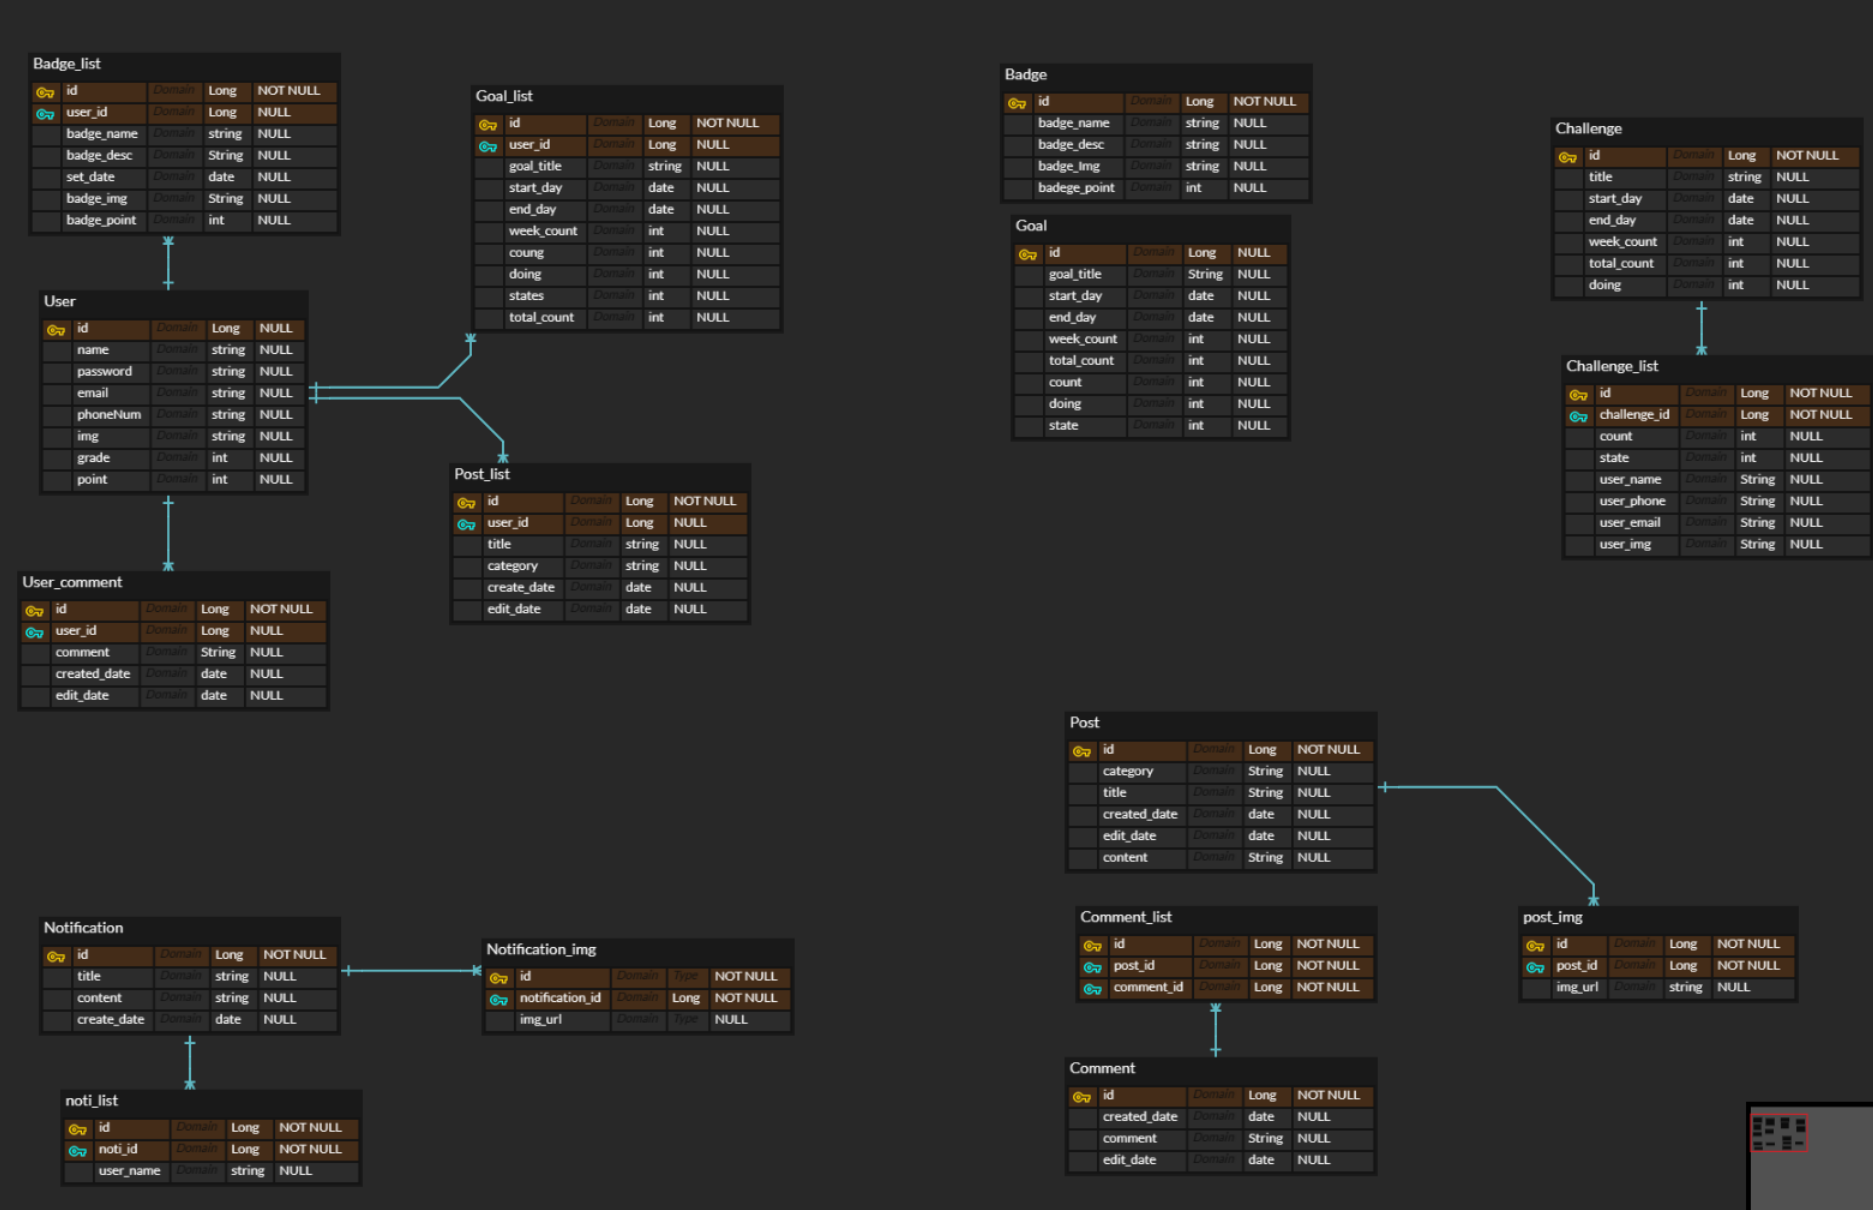 Badge_list
id Domain Long NOT NULL
user_id Domain Long NULL
badge_name Domain string NULL
badge_desc Domain String NULL
set_date Domain date NULL
badge_img Domain String NULL
badge_point Domain int NULL
User
id Domain Long NULL
name Domain string NULL
password Domain string NULL
email Domain string NULL
phoneNum Domain string NULL
img Domain string NULL
grade Domain int NULL
point Domain int NULL
User_comment
id Domain Long NOT NULL
user_id Domain Long NULL
comment Domain String NULL
created_date Domain date NULL
edit_date Domain date NULL
Goal_list
id Domain Long NOT NULL
user_id Domain Long NULL
goal_title Domain string NULL
start_day Domain date NULL
end_day Domain date NULL
week_count Domain int NULL
coung Domain int NULL
doing Domain int NULL
states Domain int NULL
total_count Domain int NULL
Post_list
id Domain Long NOT NULL
user_id Domain Long NULL
title Domain string NULL
category Domain string NULL
create_date Domain date NULL
edit_date Domain date NULL
Badge
id Domain Long NOT NULL
badge_name Domain string NULL
badge_desc Domain string NULL
badge_Img Domain string NULL
badege_point Domain int NULL
Goal
id Domain Long NULL
goal_title Domain String NULL
start_day Domain date NULL
end_day Domain date NULL
week_count Domain int NULL
total_count Domain int NULL
count Domain int NULL
doing Domain int NULL
state Domain int NULL
Challenge
id Domain Long NOT NULL
title Domain string NULL
start_day Domain date NULL
end_day Domain date NULL
week_count Domain int NULL
total_count Domain int NULL
doing Domain int NULL
Challenge_list
id Domain Long NOT NULL
challenge_id Domain Long NOT NULL
count Domain int NULL
state Domain int NULL
user_name Domain String NULL
user_phone Domain String NULL
user_email Domain String NULL
user_img Domain String NULL
Notification
id Domain Long NOT NULL
title Domain string NULL
content Domain string NULL
create_date Domain date NULL
Notification_img
id Domain Type NOT NULL
notification_id Domain Long NOT NULL
img_url Domain Type NULL
noti_list
id Domain Long NOT NULL
noti_id Domain Long NOT NULL
user_name Domain string NULL
Post
id Domain Long NOT NULL
category Domain String NULL
title Domain String NULL
created_date Domain date NULL
edit_date Domain date NULL
content Domain String NULL
Comment_list
id Domain Long NOT NULL
post_id Domain Long NOT NULL
comment_id Domain Long NOT NULL
post_img
id Domain Long NOT NULL
post_id Domain Long NOT NULL
img_url Domain string NULL
Comment
id Domain Long NOT NULL
created_date Domain date NULL
comment Domain String NULL
edit_date Domain date NULL